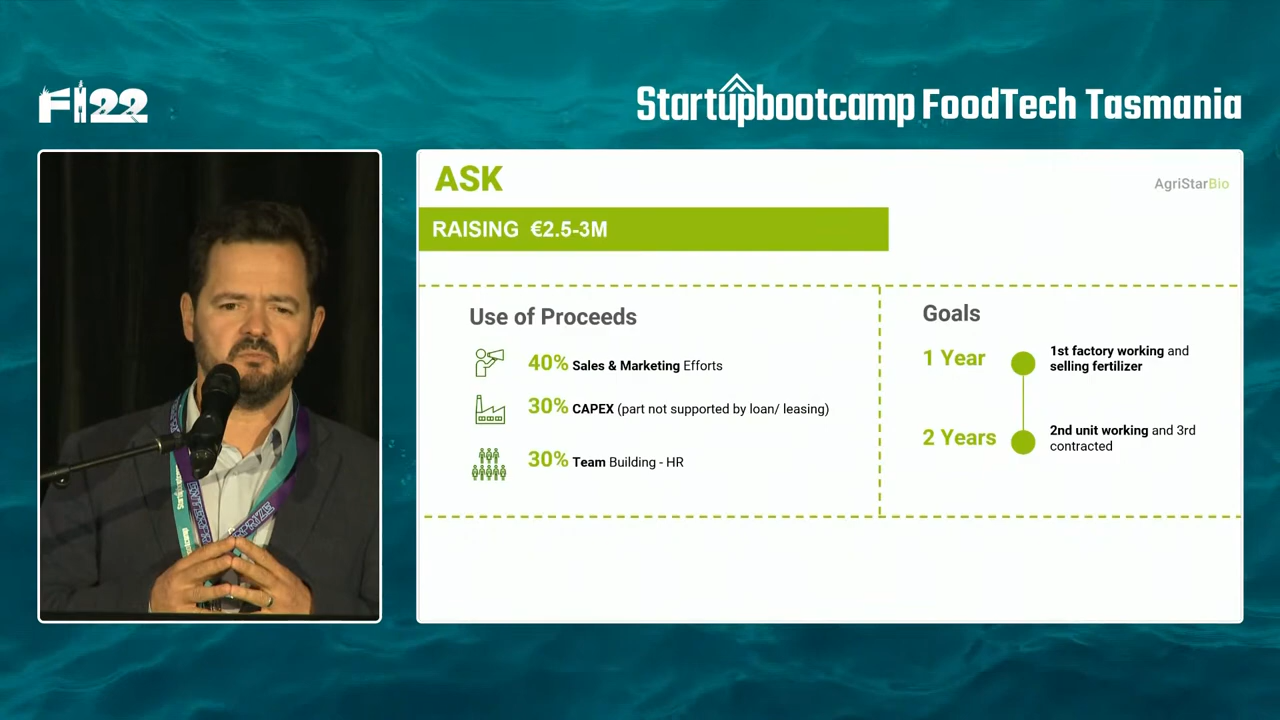 FI22
Startupbootcamp FoodTech Tasmania
ASK
AgriStarBio
RAISING €2.5-3M
Use of Proceeds
40% Sales & Marketing Efforts
30% CAPEX (part not supported by loan/ leasing)
30% Team Building - HR
Goals
1 Year
1st factory working and
selling fertilizer
2 Years
2nd unit working and 3rd
contracted